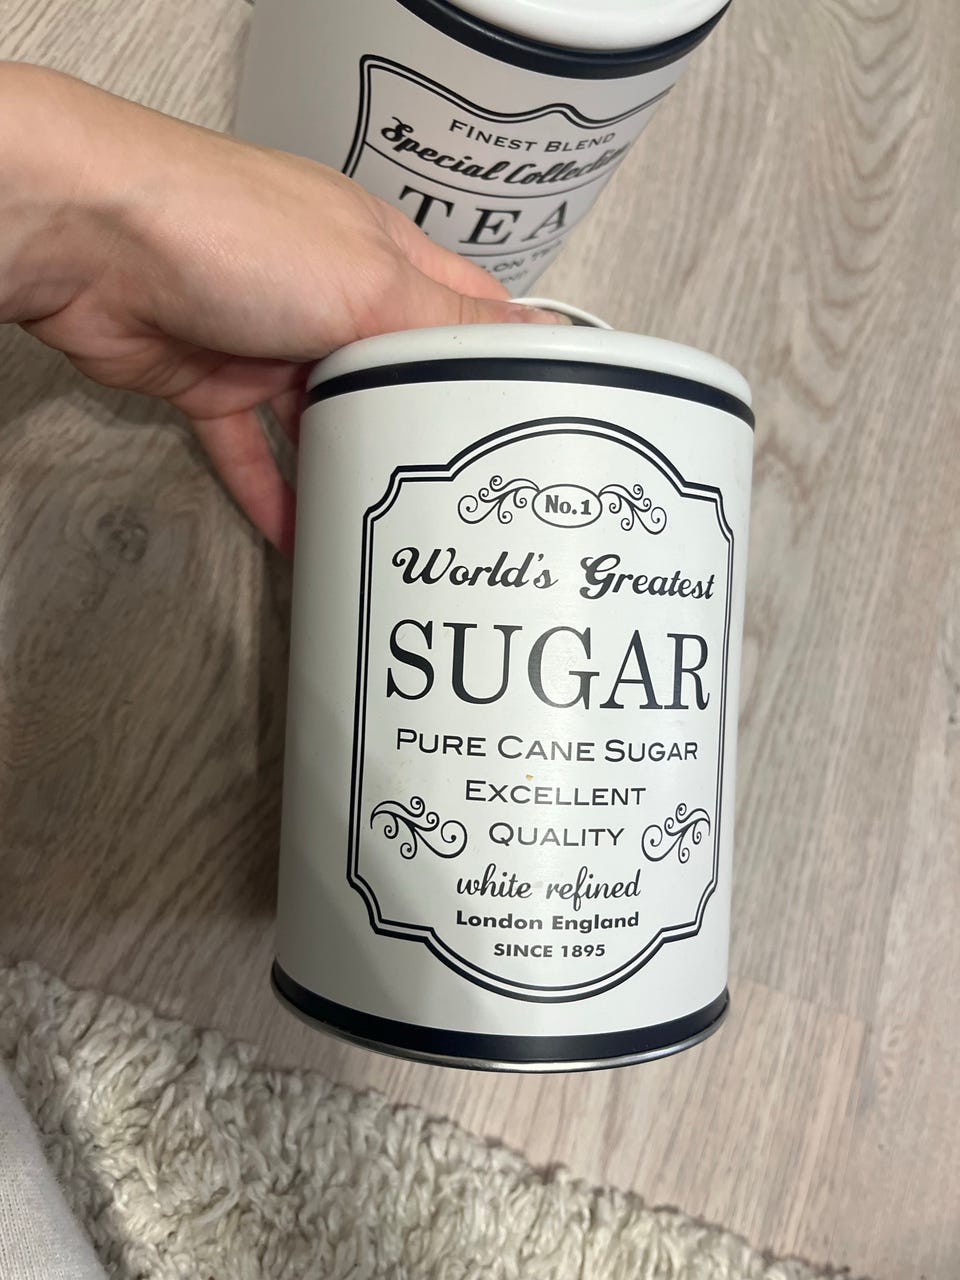 FINEST BLEND
Special Collection
TEA
No.1
World's Greatest
SUGAR
PURE CANE SUGAR
EXCELLENT
QUALITY
white refined
London England
SINCE 1895